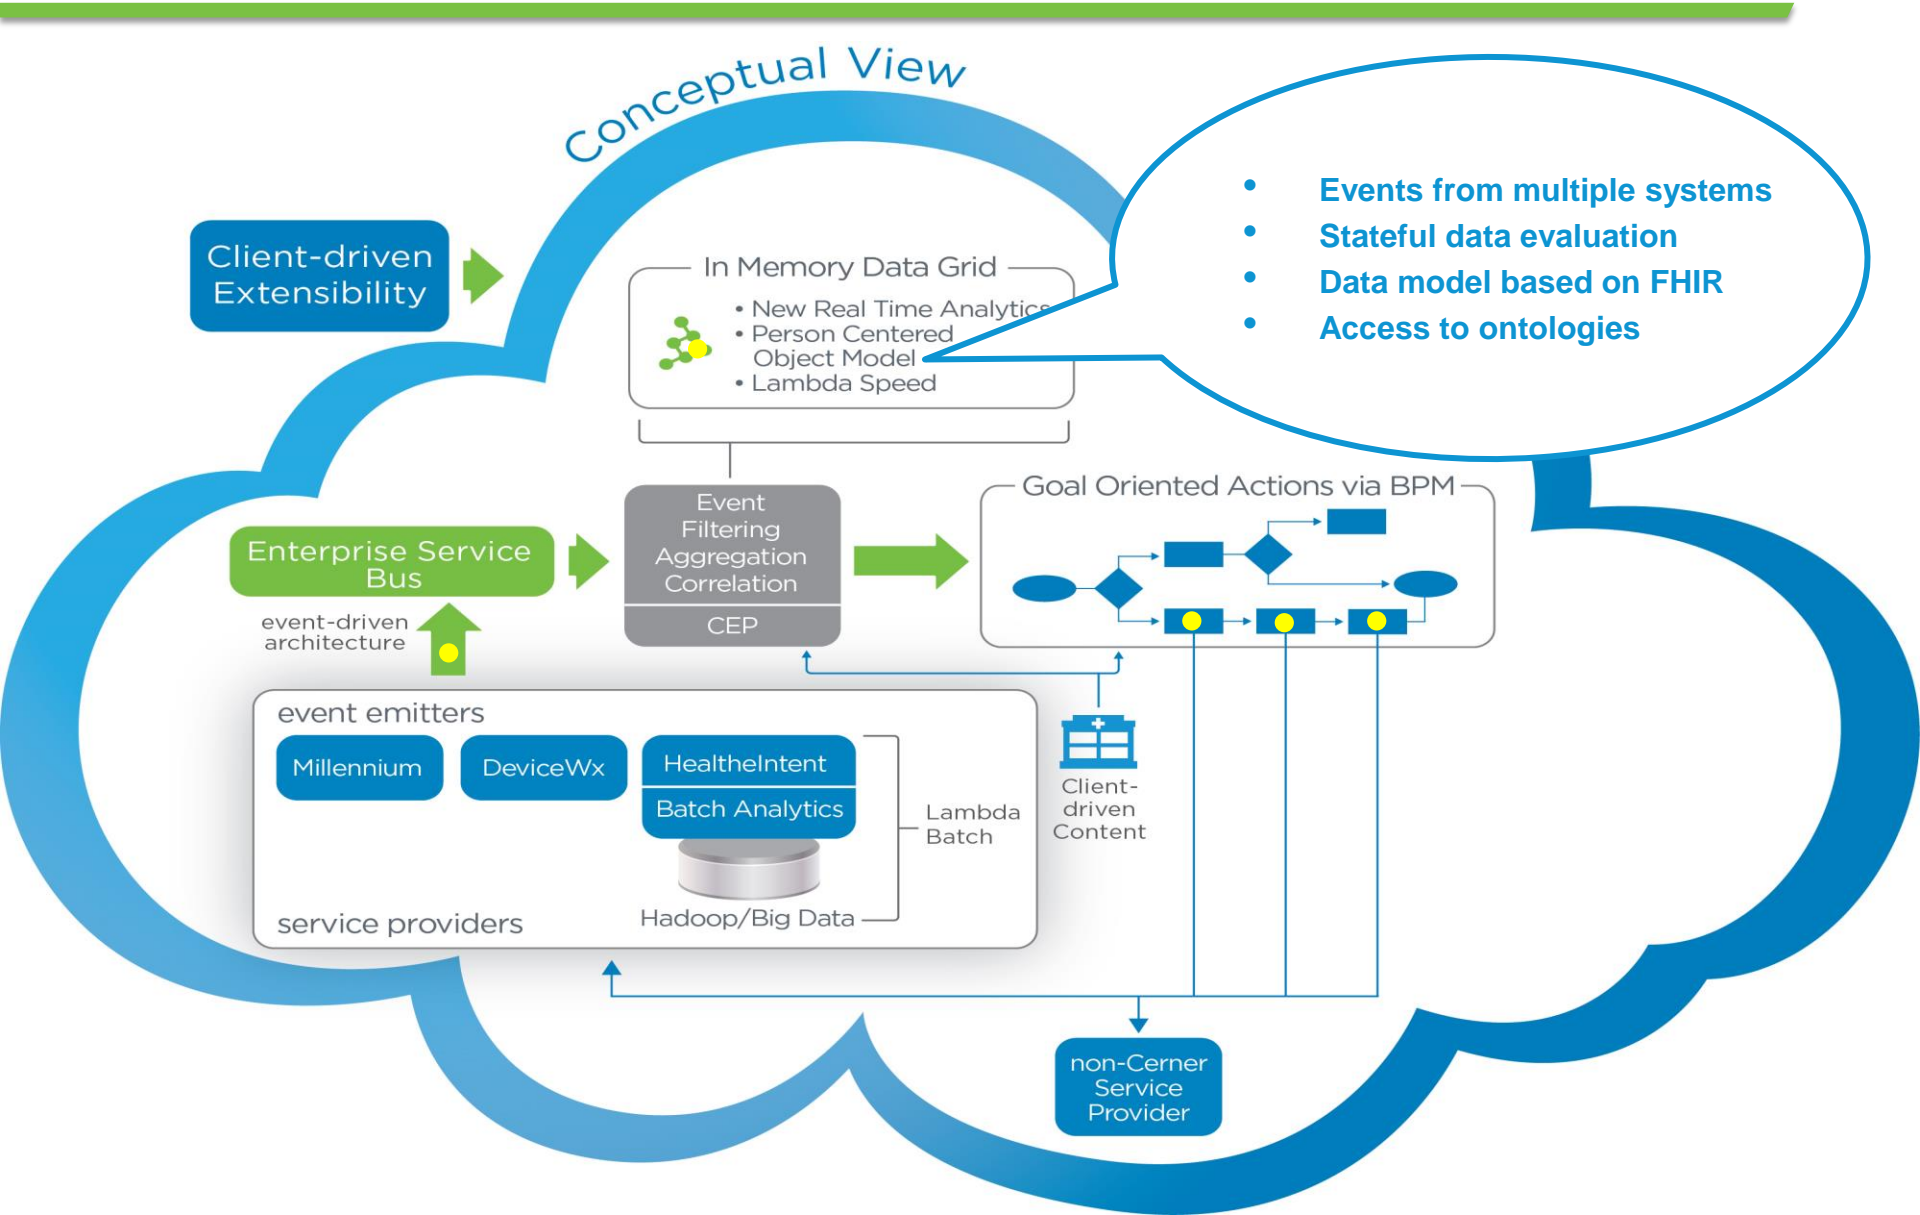 Conceptual View
• Events from multiple systems
• Stateful data evaluation
• Data model based on FHIR
• Access to ontologies
Client-driven
Extensibility
In Memory Data Grid
• New Real Time Analytics
• Person Centered
Object Model
• Lambda Speed
Event
Filtering
Aggregation
Correlation
CEP
Goal Oriented Actions via BPM
Enterprise Service
Bus
event-driven
architecture
event emitters
Millennium
DeviceWx
HealtheIntent
Batch Analytics
Lambda
Batch
Hadoop/Big Data
service providers
Client-
driven
Content
non-Cerner
Service
Provider